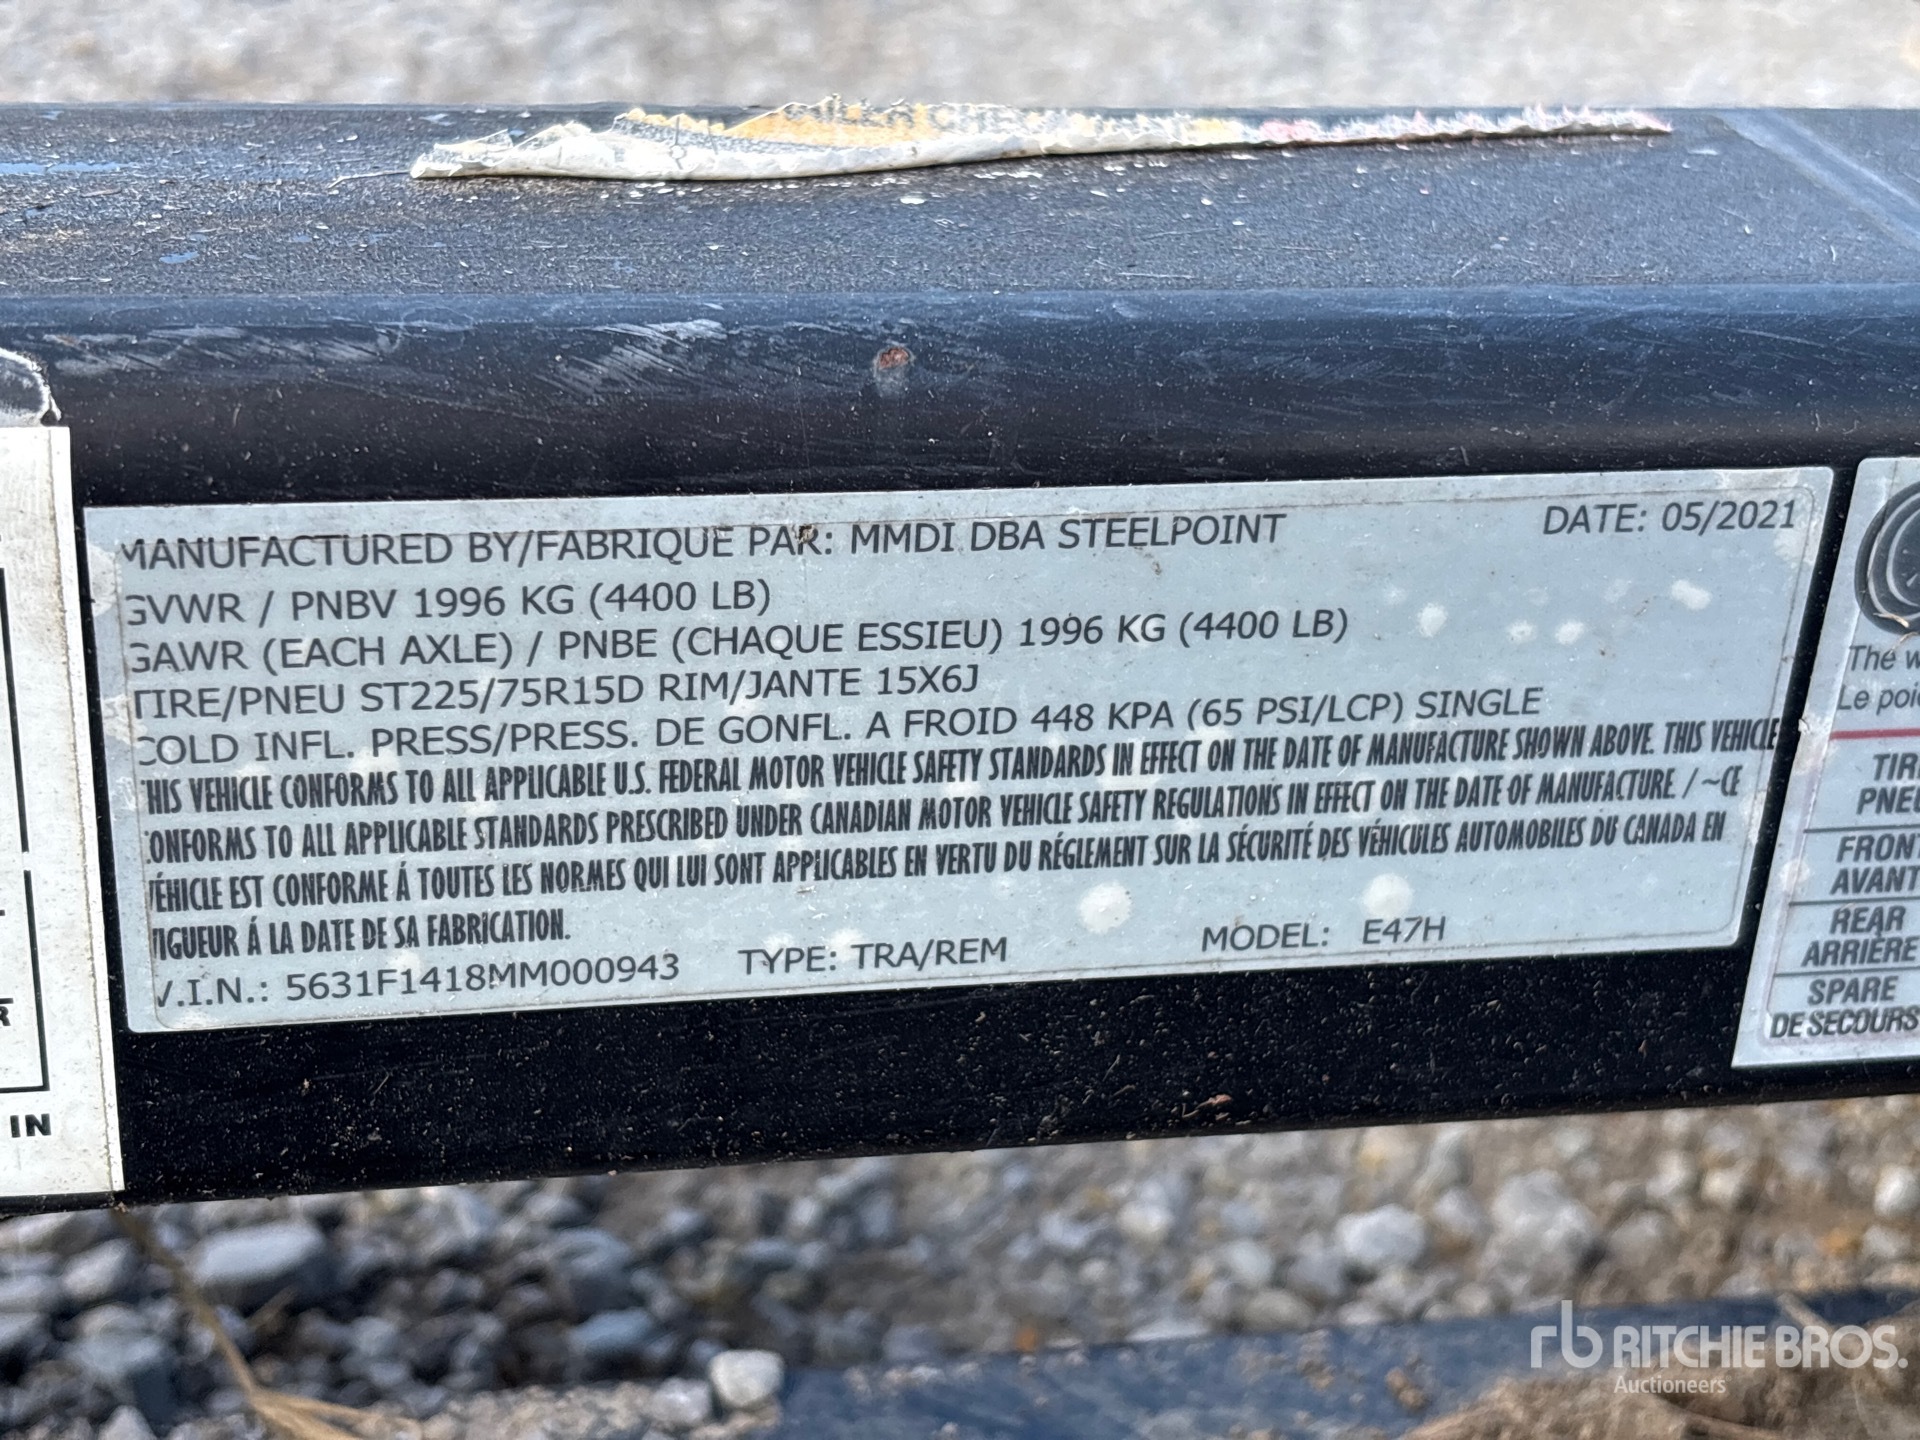 MANUFACTURED BY/FABRIQUE PAR: MMDI DBA STEELPOINT DATE: 05/2021
GVWR / PNBV 1996 KG (4400 LB)
GAWR (EACH AXLE) / PNBE (CHAQUE ESSIEU) 1996 KG (4400 LB)
TIRE/PNEU ST225/75R15D RIM/JANTE 15X6J
COLD INFL. PRESS/PRESS. DE GONFL. A FROID 448 KPA (65 PSI/LCP) SINGLE
THIS VEHICLE CONFORMS TO ALL APPLICABLE U.S. FEDERAL MOTOR VEHICLE SAFETY STANDARDS IN EFFECT ON THE DATE OF MANUFACTURE SHOWN ABOVE. THIS VEHICLE
CONFORMS TO ALL APPLICABLE STANDARDS PRESCRIBED UNDER CANADIAN MOTOR VEHICLE SAFETY REGULATIONS IN EFFECT ON THE DATE OF MANUFACTURE. / ~CE
VÉHICLE EST CONFORME Á TOUTES LES NORMES QUI LUI SONT APPLICABLES EN VERTU DU RÉGLEMENT SUR LA SÉCURITÉ DES VÉHICULES AUTOMOBILES DU CANADA EN
VIGUEUR Á LA DATE DE SA FABRICATION.
V.I.N.: 5631F1418MM000943 TYPE: TRA/REM MODEL: E47H
IN
The w
Le poi
TIR
PNEU
FRONT
AVANT
REAR
ARRIÈRE
SPARE
DE SECOURS
rb RITCHIE BROS.
Auctioneers